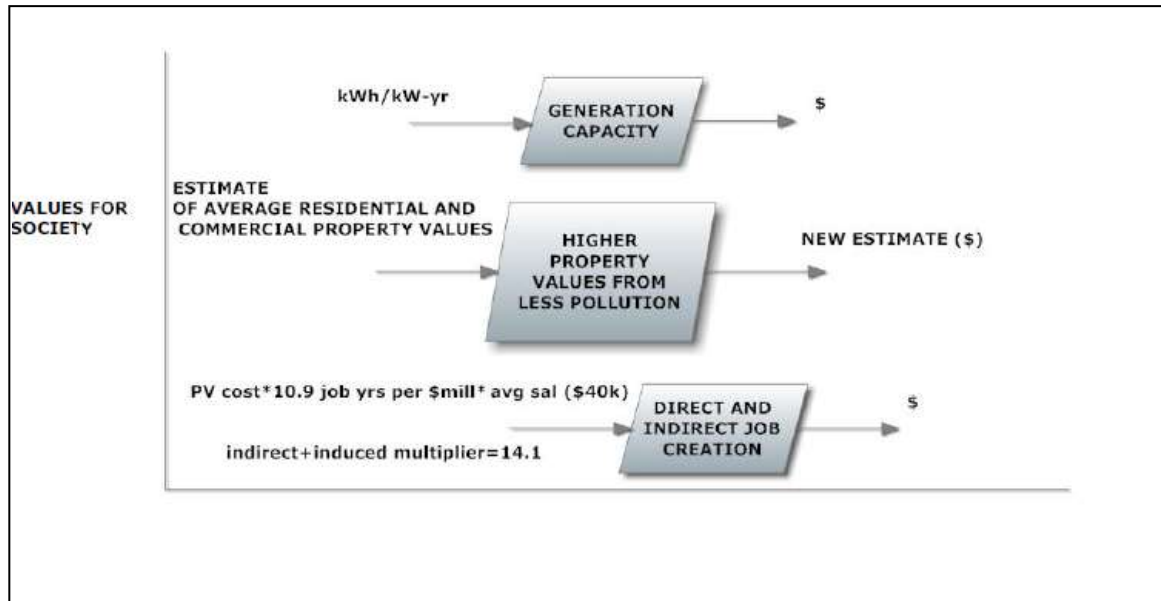 kWh/kW-yr
GENERATION
CAPACITY
$
VALUES FOR
SOCIETY
ESTIMATE
OF AVERAGE RESIDENTIAL AND
COMMERCIAL PROPERTY VALUES
HIGHER
PROPERTY
VALUES FROM
LESS POLLUTION
NEW ESTIMATE ($)
PV cost*10.9 job yrs per $mill* avg sal ($40k)
indirect+induced multiplier=14.1
DIRECT AND
INDIRECT JOB
CREATION
$